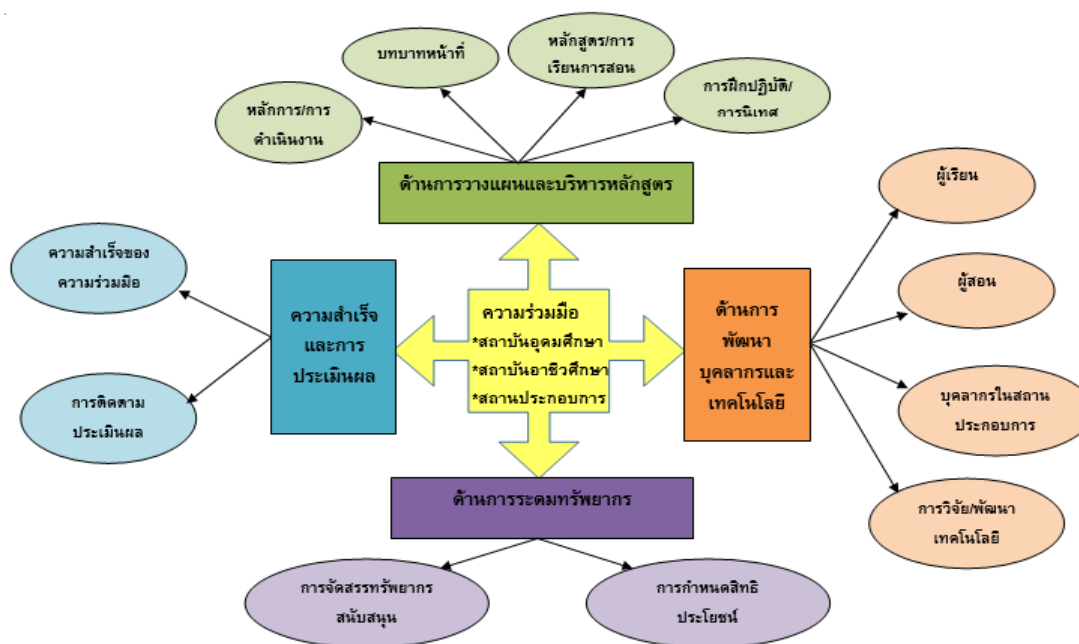 บทบาทหน้าที่
หลักสูตร/การ
เรียนการสอน
หลักการ/การ
ดำเนินงาน
การฝึกปฏิบัติ/
การนิเทศ
ด้านการวางแผนและบริหารหลักสูตร
ผู้เรียน
ผู้สอน
บุคลากรในสถาน
ประกอบการ
การวิจัย/พัฒนา
เทคโนโลยี
ด้านการ
พัฒนา
บุคลากรและ
เทคโนโลยี
ความร่วมมือ
*สถาบันอุดมศึกษา
*สถาบันอาชีวศึกษา
*สถานประกอบการ
ความสำเร็จ
และการ
ประเมินผล
ความสำเร็จของ
ความร่วมมือ
การติดตาม
ประเมินผล
ด้านการระดมทรัพยากร
การจัดสรรทรัพยากร
สนับสนุน
การกำหนดสิทธิ
ประโยชน์